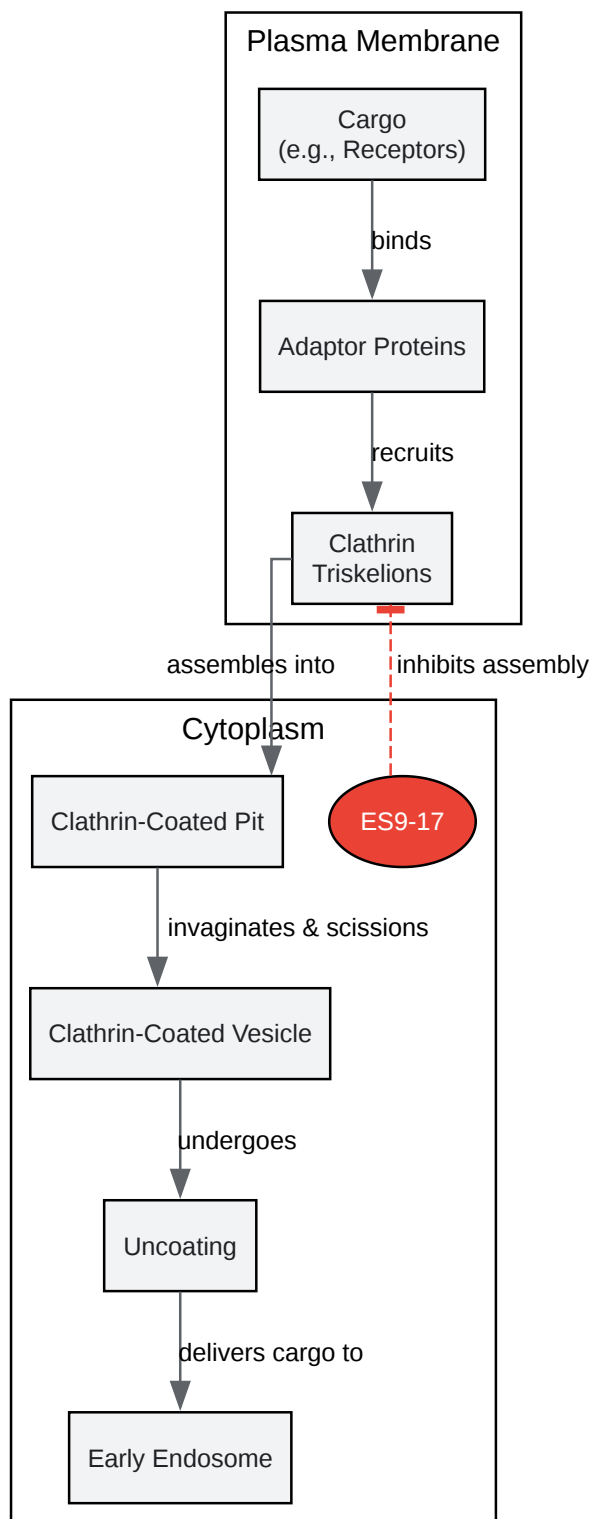 Plasma Membrane
Cargo
(e.g., Receptors)
binds
Adaptor Proteins
recruits
Clathrin
Triskelions
assembles into
inhibits assembly
Cytoplasm
Clathrin-Coated Pit
ES9-17
invaginates & scissions
Clathrin-Coated Vesicle
undergoes
Uncoating
delivers cargo to
Early Endosome